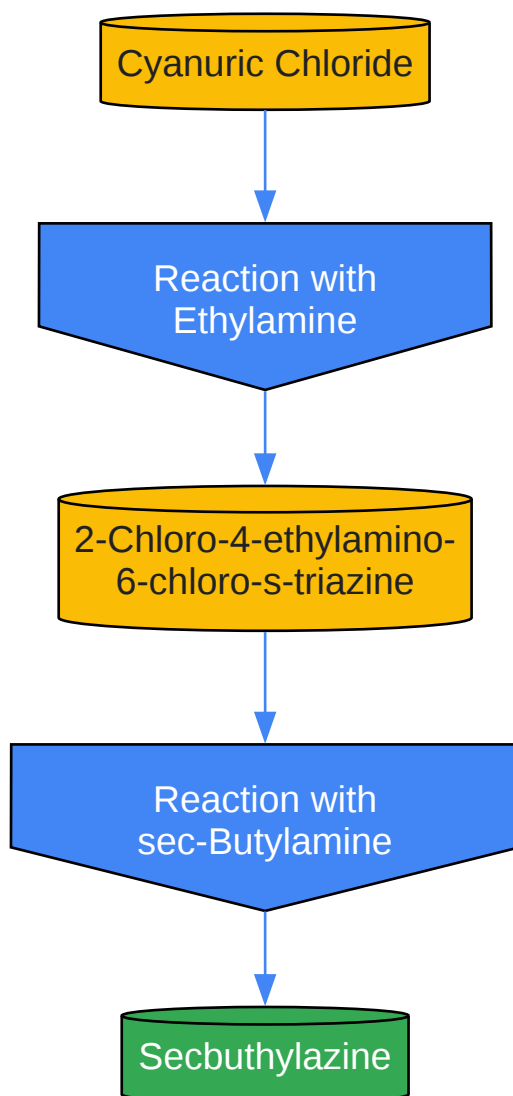 Cyanuric Chloride
Reaction with
Ethylamine
2-Chloro-4-ethylamino-
6-chloro-s-triazine
Reaction with
sec-Butylamine
Secbuthylazine